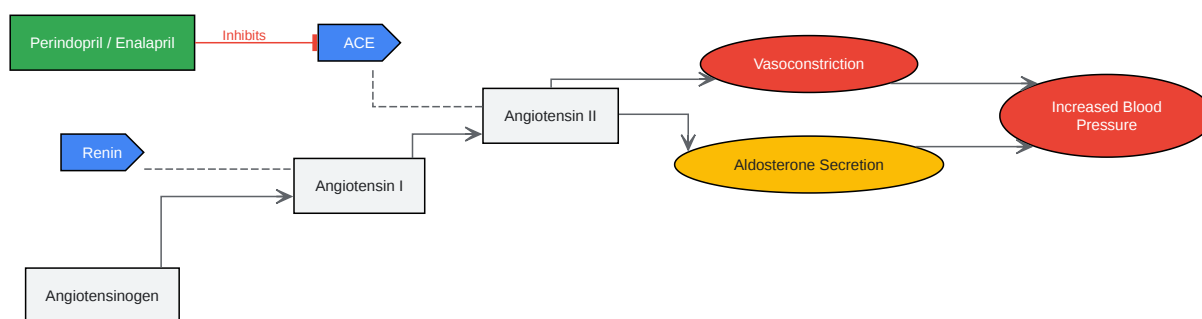 Perindopril / Enalapril
Inhibits
ACE
Vasoconstriction
Increased Blood
Pressure
Angiotensin II
Renin
Aldosterone Secretion
Angiotensin I
Angiotensinogen